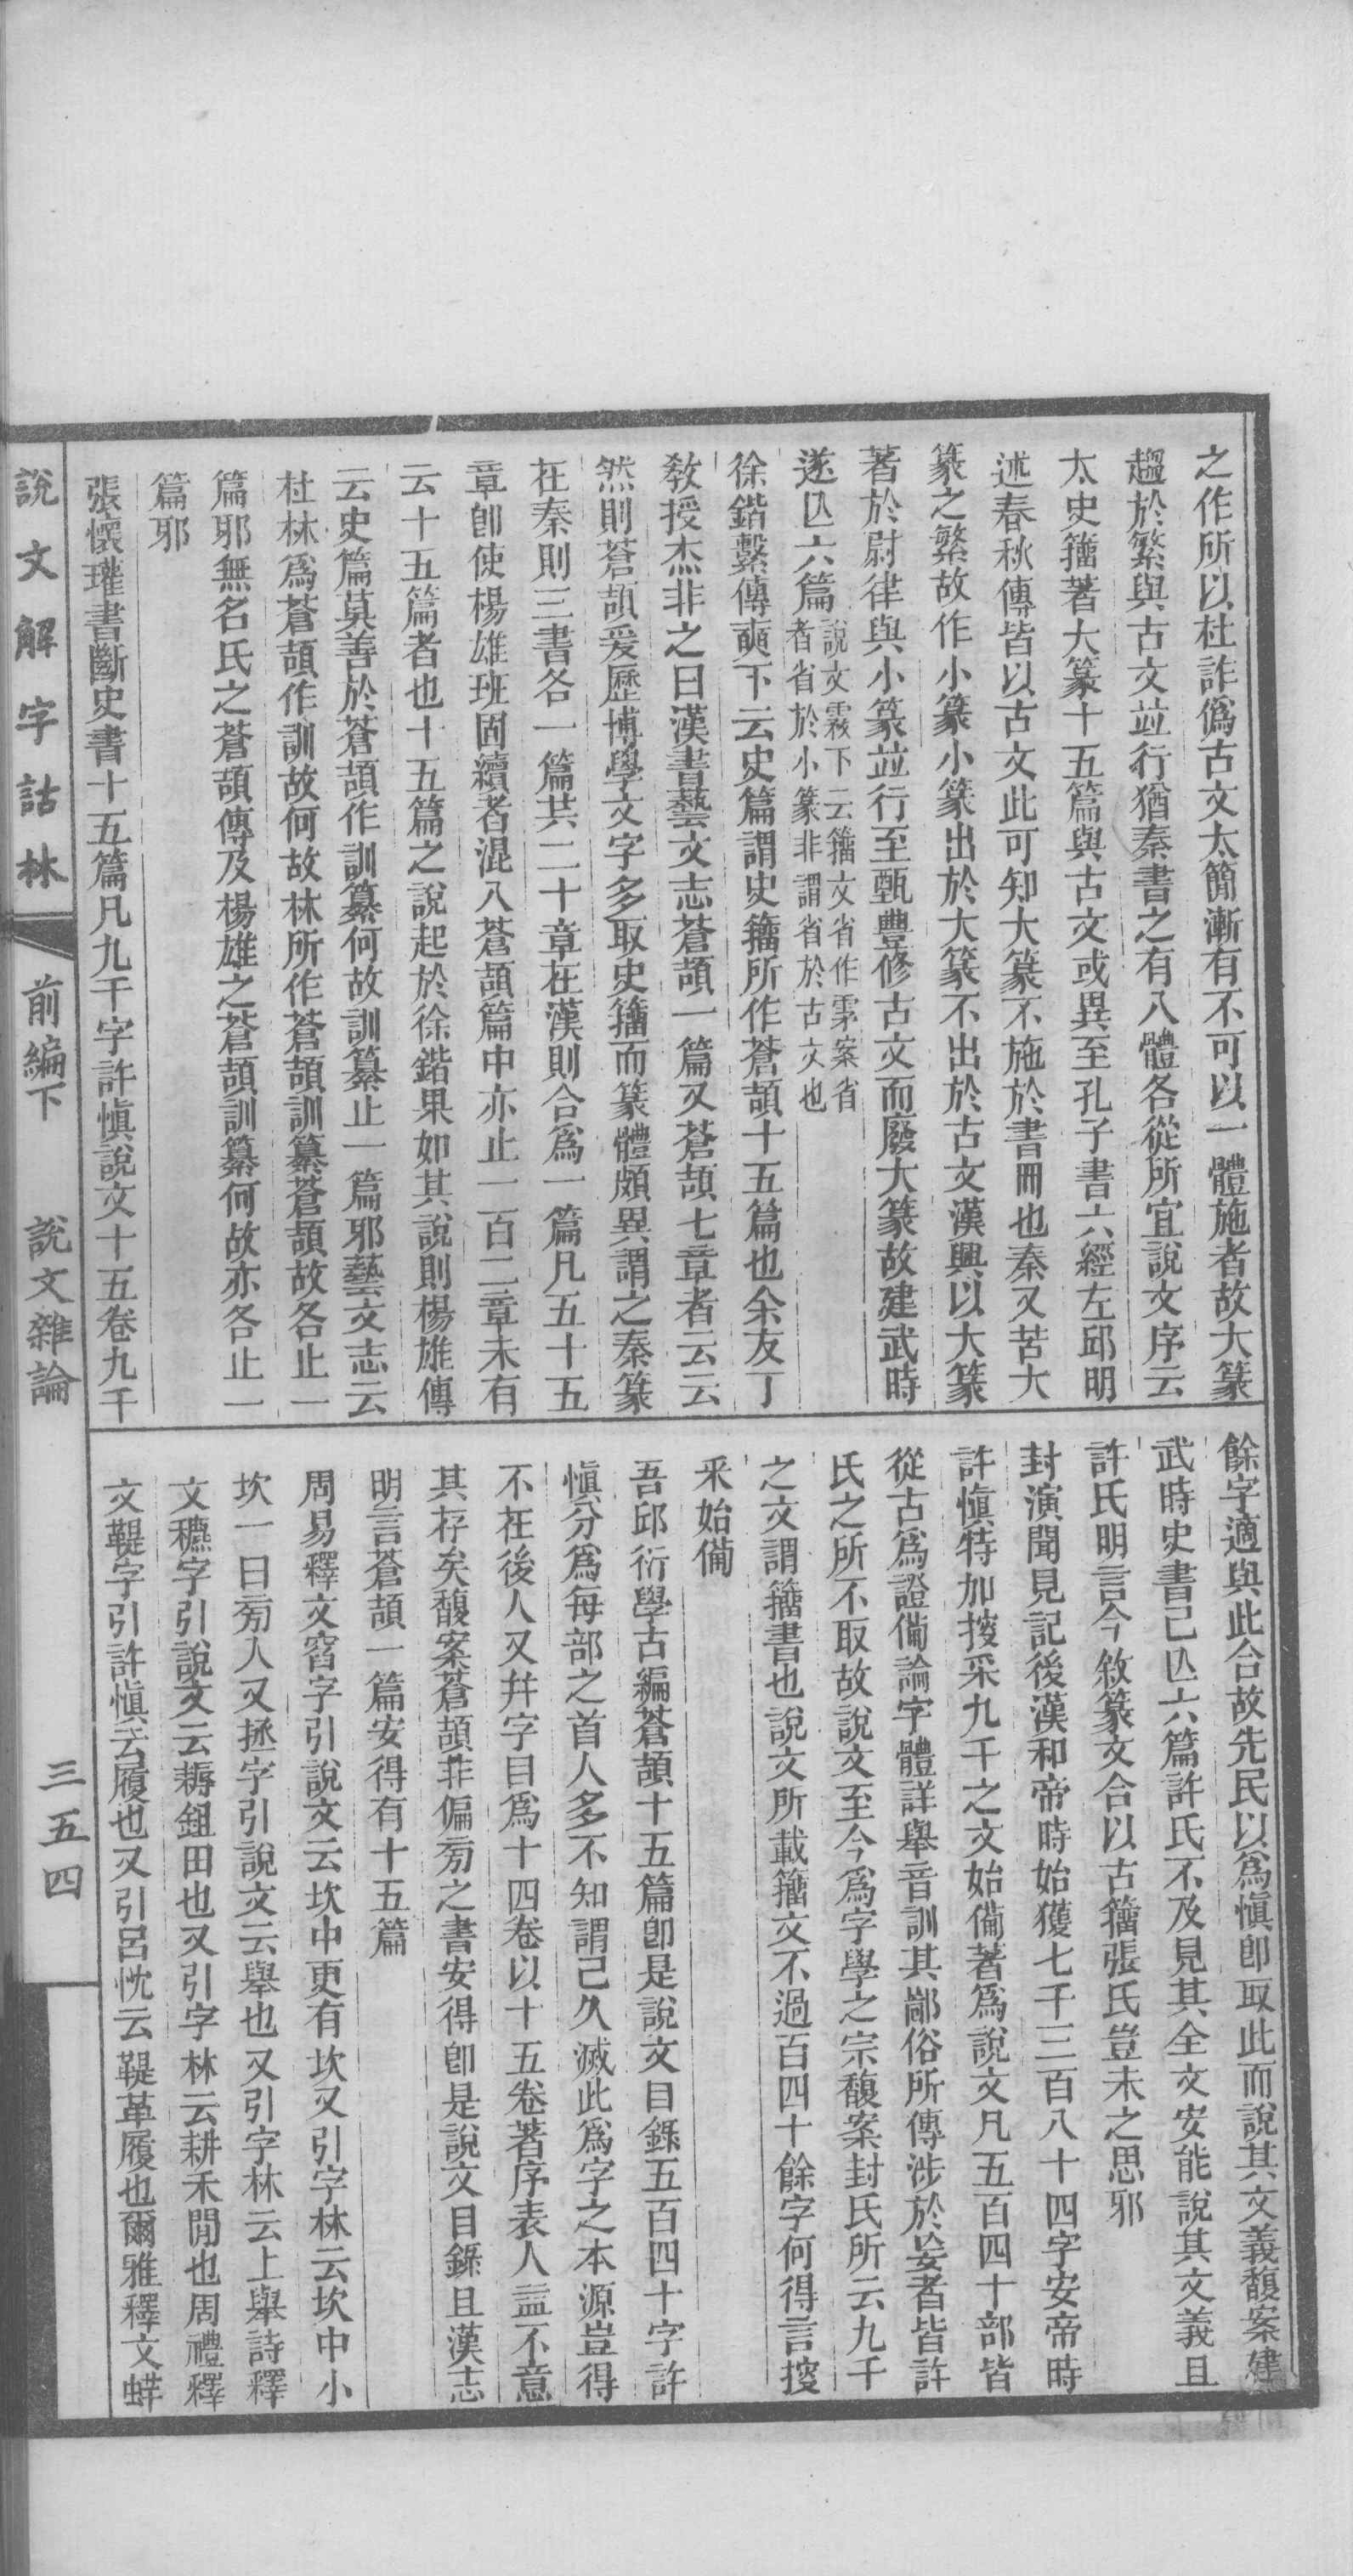 之作所以杜詐僞古文太簡漸有不可以一體施者故大篆
趨於繁與古文竝行猶秦書之有八體各從所宜說文序云
太史籀著大篆十五篇與古文或異至孔子書六經左邱明
述春秋傳皆以古文此可知大篆不施於書冊也秦又苦大
篆之繁故作小篆小篆出於大篆不出於古文漢興以大篆
著於尉律與小篆竝行至甄豐修古文而廢大篆故建武時
遂亾六篇說文霚下云籀文省作雺案省
者省於小篆非謂省於古文也
徐鍇繫傳奭下云史篇謂史籀所作蒼頡十五篇也余友丁
教授杰非之曰漢書藝文志蒼頡一篇又蒼頡七章者云云
然則蒼頡爰歷博學文字多取史籀而篆體頗異謂之秦篆
在秦則三書各一篇共二十章在漢則合爲一篇凡五十五
章卽使楊雄班固續者混入蒼頡篇中亦止一百二章未有
云十五篇者也十五篇之說起於徐鍇果如其說則楊雄傳
云史篇莫善於蒼頡作訓纂何故訓纂止一篇邪藝文志云
杜林爲蒼頡作訓故何故林所作蒼頡訓纂蒼頡故各止一
篇耶無名氏之蒼頡傳及楊雄之蒼頡訓纂何故亦各止一
篇耶
張懷瓘書斷史書十五篇凡九千字許愼說文十五卷九千
餘字適與此合故先民以爲愼卽取此而說其文義馥案建
武時史書已亾六篇許氏不及見其全文安能說其文義且
許氏明言今敘篆文合以古籀張氏豈未之思邪
封演聞見記後漢和帝時始獲七千三百八十四字安帝時
許愼特加搜采九千之文始備著爲說文凡五百四十部皆
從古爲證備論字體詳舉音訓其鄙俗所傳涉於妄者皆許
氏之所不取故說文至今爲字學之宗馥案封氏所云九千
之文謂籀書也說文所載籀文不過百四十餘字何得言搜
采始備
吾邱衍學古編蒼頡十五篇卽是說文目錄五百四十字許
愼分爲每部之首人多不知謂已久滅此爲字之本源豈得
不在後人又幷字目爲十四卷以十五卷著序表人益不意
其存矣馥案蒼頡非偏旁之書安得卽是說文目錄且漢志
明言蒼頡一篇安得有十五篇
周易釋文窞字引說文云坎中更有坎又引字林云坎中小
坎一曰旁入又拯字引說文云舉也又引字林云上舉詩釋
文穮字引說文云耨鉏田也又引字林云耕禾閒也周禮釋
文鞮字引許愼云履也又引呂忱云鞮革履也爾雅釋文蛘
說文解字詁林
前編下
說文雜論
三五四